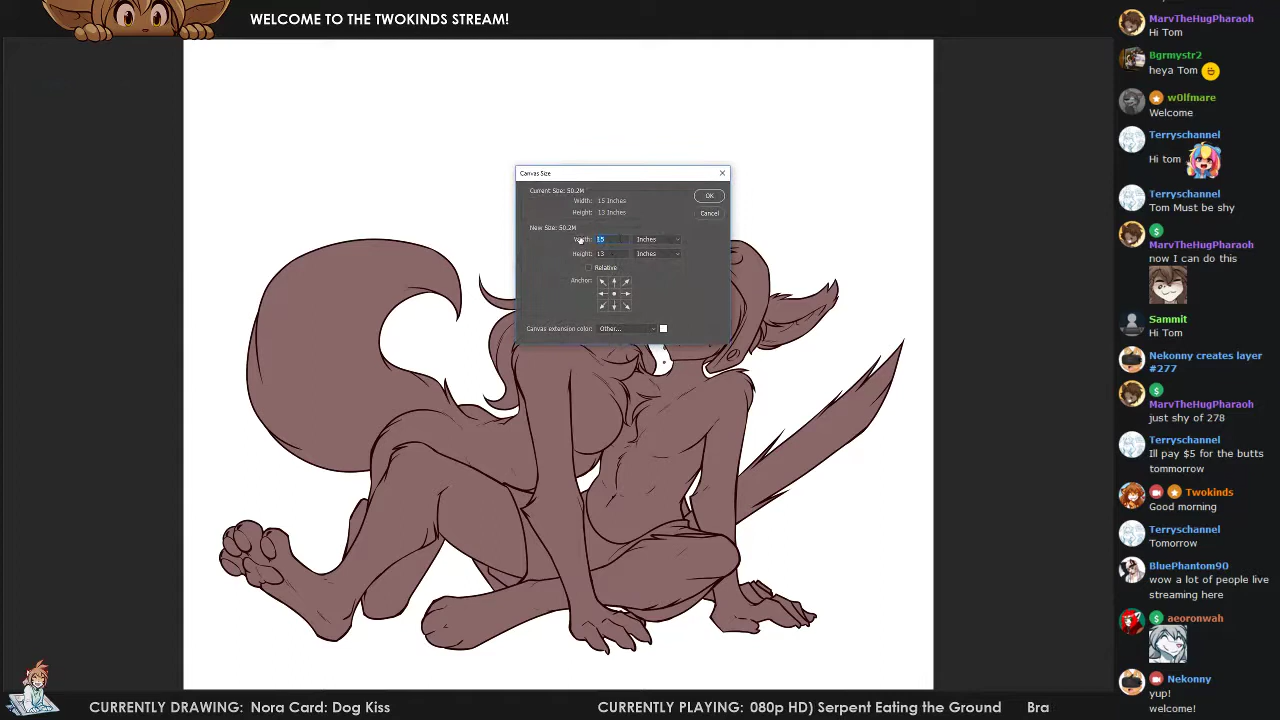 WELCOME TO THE TWOKINDS STREAM!
Canvas Size
Current Size: 50.2M
Width: 15 Inches
Height: 13 Inches
OK
Cancel
New Size: 50.2M
Width: 15 Inches
Height: 13 Inches
Relative
Anchor:
Canvas extension color: Other...
MarvTheHugPharaoh
Hi Tom
Bgrmystr2
heya Tom
w0lfmare
Welcome
Terryschannel
Hi tom
Terryschannel
Tom Must be shy
MarvTheHugPharaoh
now I can do this
Sammit
Hi Tom
Nekonny creates layer
#277
MarvTheHugPharaoh
just shy of 278
Terryschannel
Ill pay $5 for the butts
tommorrow
Twokinds
Good morning
Terryschannel
Tomorrow
BluePhantom90
wow a lot of people live
streaming here
aeoronwah
Nekonny
yup!
welcome!
CURRENTLY DRAWING: Nora Card: Dog Kiss
CURRENTLY PLAYING: 080p HD) Serpent Eating the Ground Bra